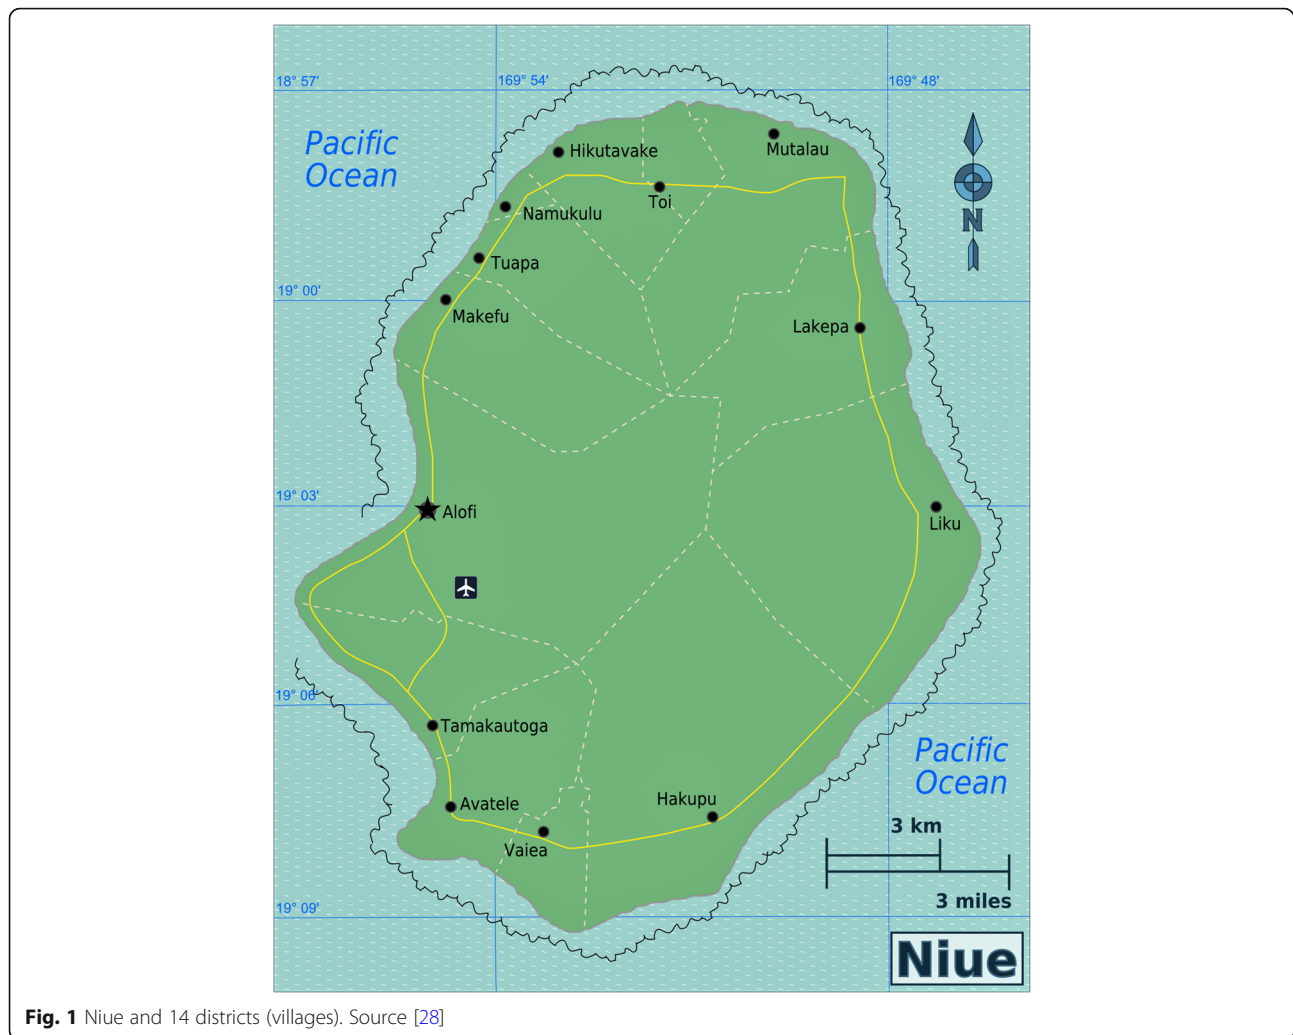 18° 57'
169° 54'
169° 48'
Pacific
Ocean
Hikutavake
Mutalau
Toi
Namukulu
N
Tuapa
19° 00'
Makefu
Lakepa
19° 03'
Alofi
Liku
19° 06'
Tamakautoga
Pacific
Ocean
Hakupu
Avatele
3 km
Vaiea
3 miles
19° 09'
Niue
Fig. 1 Niue and 14 districts (villages). Source [28]